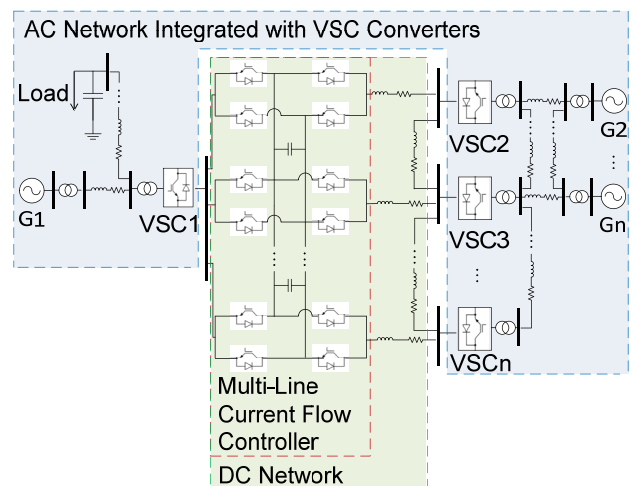 AC Network Integrated with VSC Converters
Load
G1
VSC1
VSC2
G2
VSC3
Gn
VSCn
Multi-Line
Current Flow
Controller
DC Network